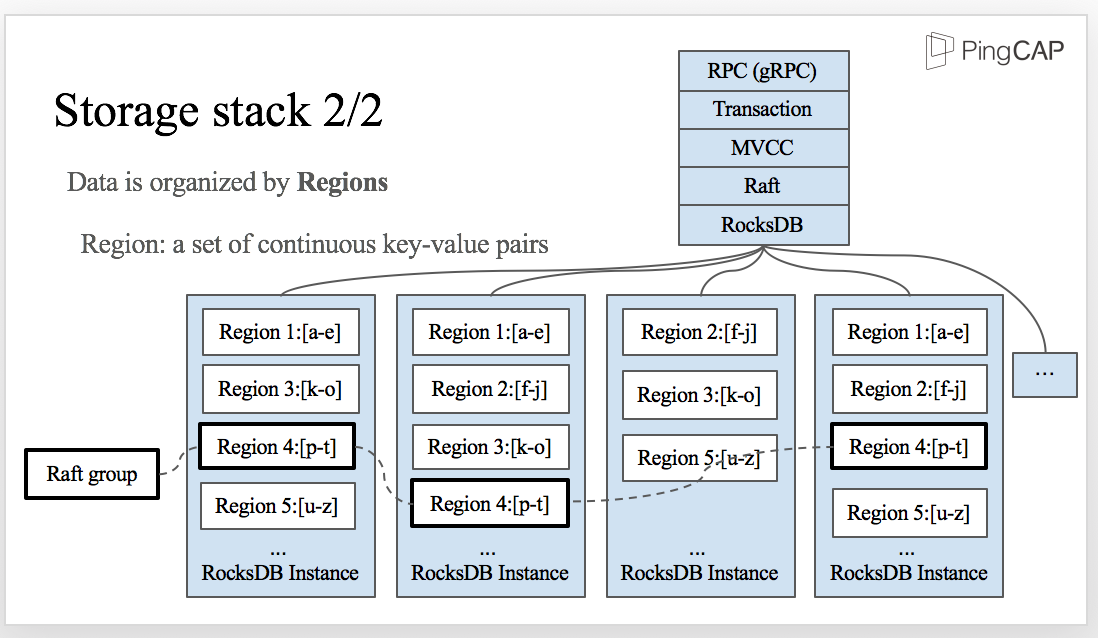 PingCAP
Storage stack 2/2
Data is organized by Regions
Region: a set of continuous key-value pairs
RPC (gRPC)
Transaction
MVCC
Raft
RocksDB
Raft group
Region 1:[a-e]
Region 3:[k-o]
Region 4:[p-t]
Region 5:[u-z]
...
RocksDB Instance
Region 1:[a-e]
Region 2:[f-j]
Region 3:[k-o]
Region 4:[p-t]
...
RocksDB Instance
Region 2:[f-j]
Region 3:[k-o]
Region 5:[u-z]
...
RocksDB Instance
Region 1:[a-e]
Region 2:[f-j]
Region 4:[p-t]
Region 5:[u-z]
...
RocksDB Instance
...